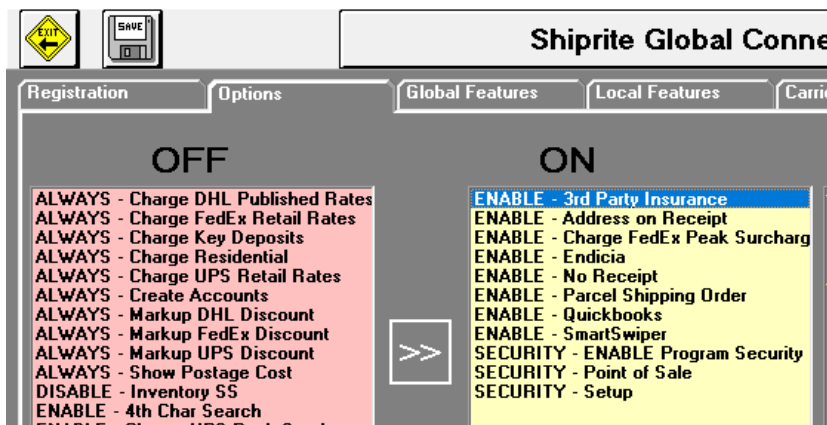 EXIT
SAVE
Shiprite Global Conne
Registration
Options
Global Features
Local Features
Carri
OFF
ON
ALWAYS - Charge DHL Published Rates
ALWAYS - Charge FedEx Retail Rates
ALWAYS - Charge Key Deposits
ALWAYS - Charge Residential
ALWAYS - Charge UPS Retail Rates
ALWAYS - Create Accounts
ALWAYS - Markup DHL Discount
ALWAYS - Markup FedEx Discount
ALWAYS - Markup UPS Discount
ALWAYS - Show Postage Cost
DISABLE - Inventory SS
ENABLE - 4th Char Search
>>
ENABLE - 3rd Party Insurance
ENABLE - Address on Receipt
ENABLE - Charge FedEx Peak Surcharg
ENABLE - Endicia
ENABLE - No Receipt
ENABLE - Parcel Shipping Order
ENABLE - Quickbooks
ENABLE - SmartSwiper
SECURITY - ENABLE Program Security
SECURITY - Point of Sale
SECURITY - Setup